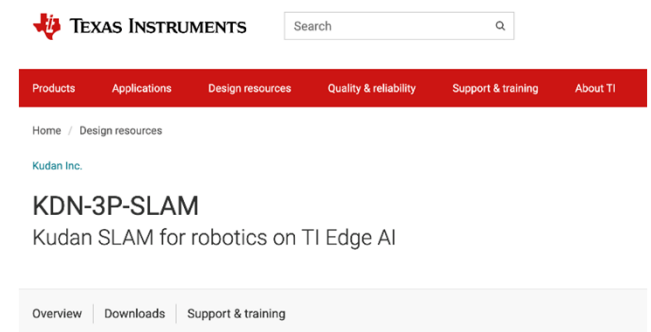 TEXAS INSTRUMENTS
Search
Products Applications Design resources Quality & reliability Support & training About TI
Home / Design resources
Kudan Inc.
KDN-3P-SLAM
Kudan SLAM for robotics on TI Edge AI
Overview Downloads Support & training